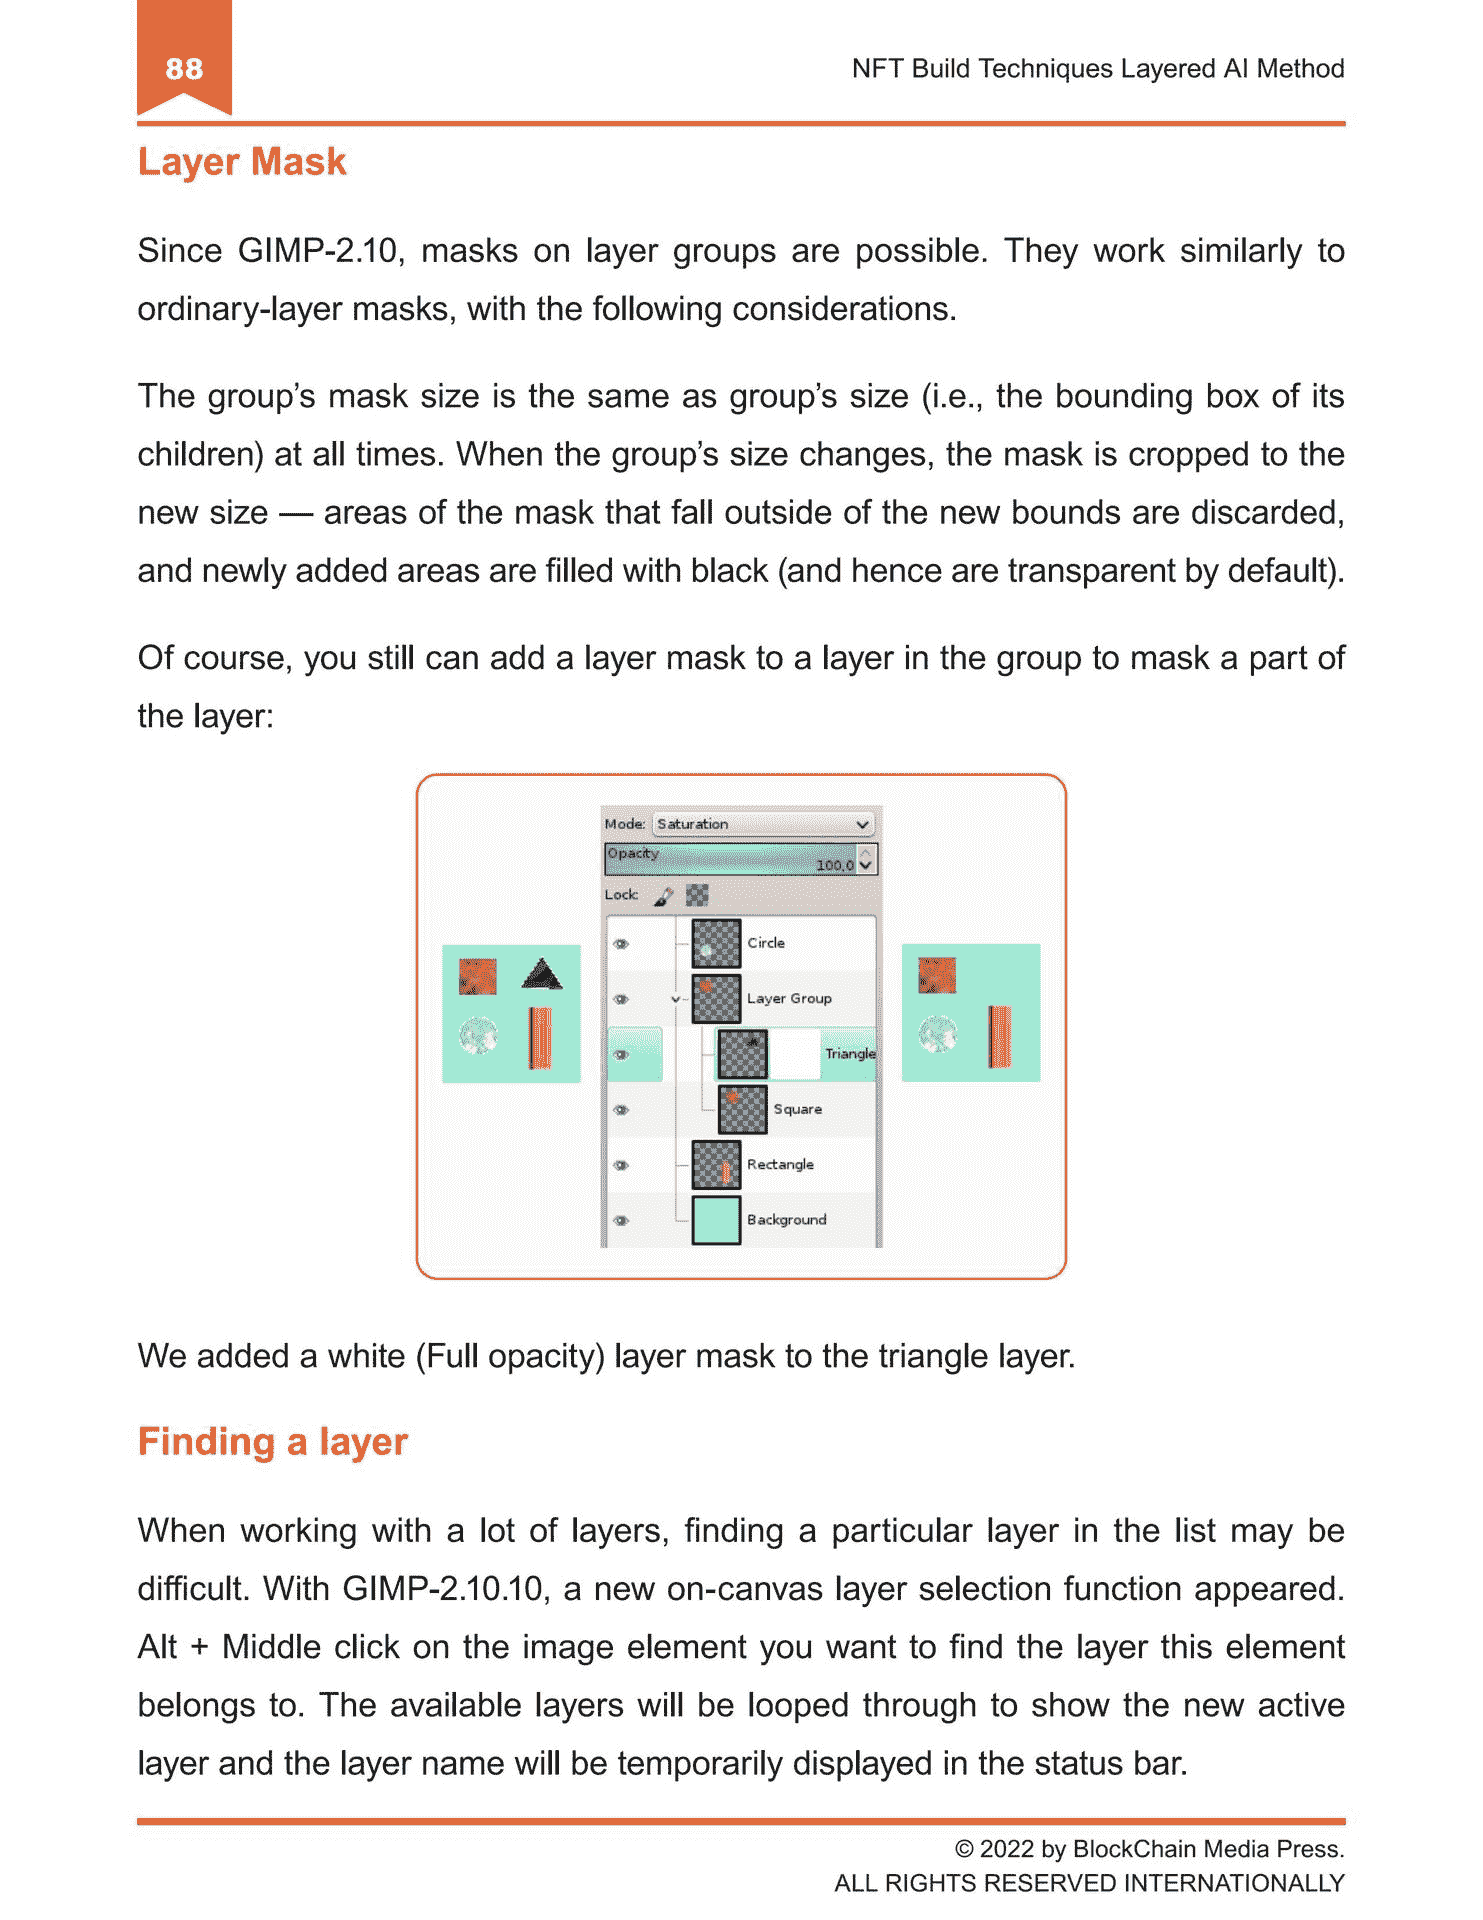 88
NFT Build Techniques Layered AI Method
Layer Mask
Since GIMP-2.10, masks on layer groups are possible. They work similarly to
ordinary-layer masks, with the following considerations.
The group’s mask size is the same as group’s size (i.e., the bounding box of its
children) at all times. When the group’s size changes, the mask is cropped to the
new size — areas of the mask that fall outside of the new bounds are discarded,
and newly added areas are filled with black (and hence are transparent by default).
Of course, you still can add a layer mask to a layer in the group to mask a part of
the layer:
Mode: Saturation
Opacity
100,0
Lock:
Circle
Layer Group
Triangle
Square
Rectangle
Background
We added a white (Full opacity) layer mask to the triangle layer.
Finding a layer
When working with a lot of layers, finding a particular layer in the list may be
difficult. With GIMP-2.10.10, a new on-canvas layer selection function appeared.
Alt + Middle click on the image element you want to find the layer this element
belongs to. The available layers will be looped through to show the new active
layer and the layer name will be temporarily displayed in the status bar.
© 2022 by BlockChain Media Press.
ALL RIGHTS RESERVED INTERNATIONALLY